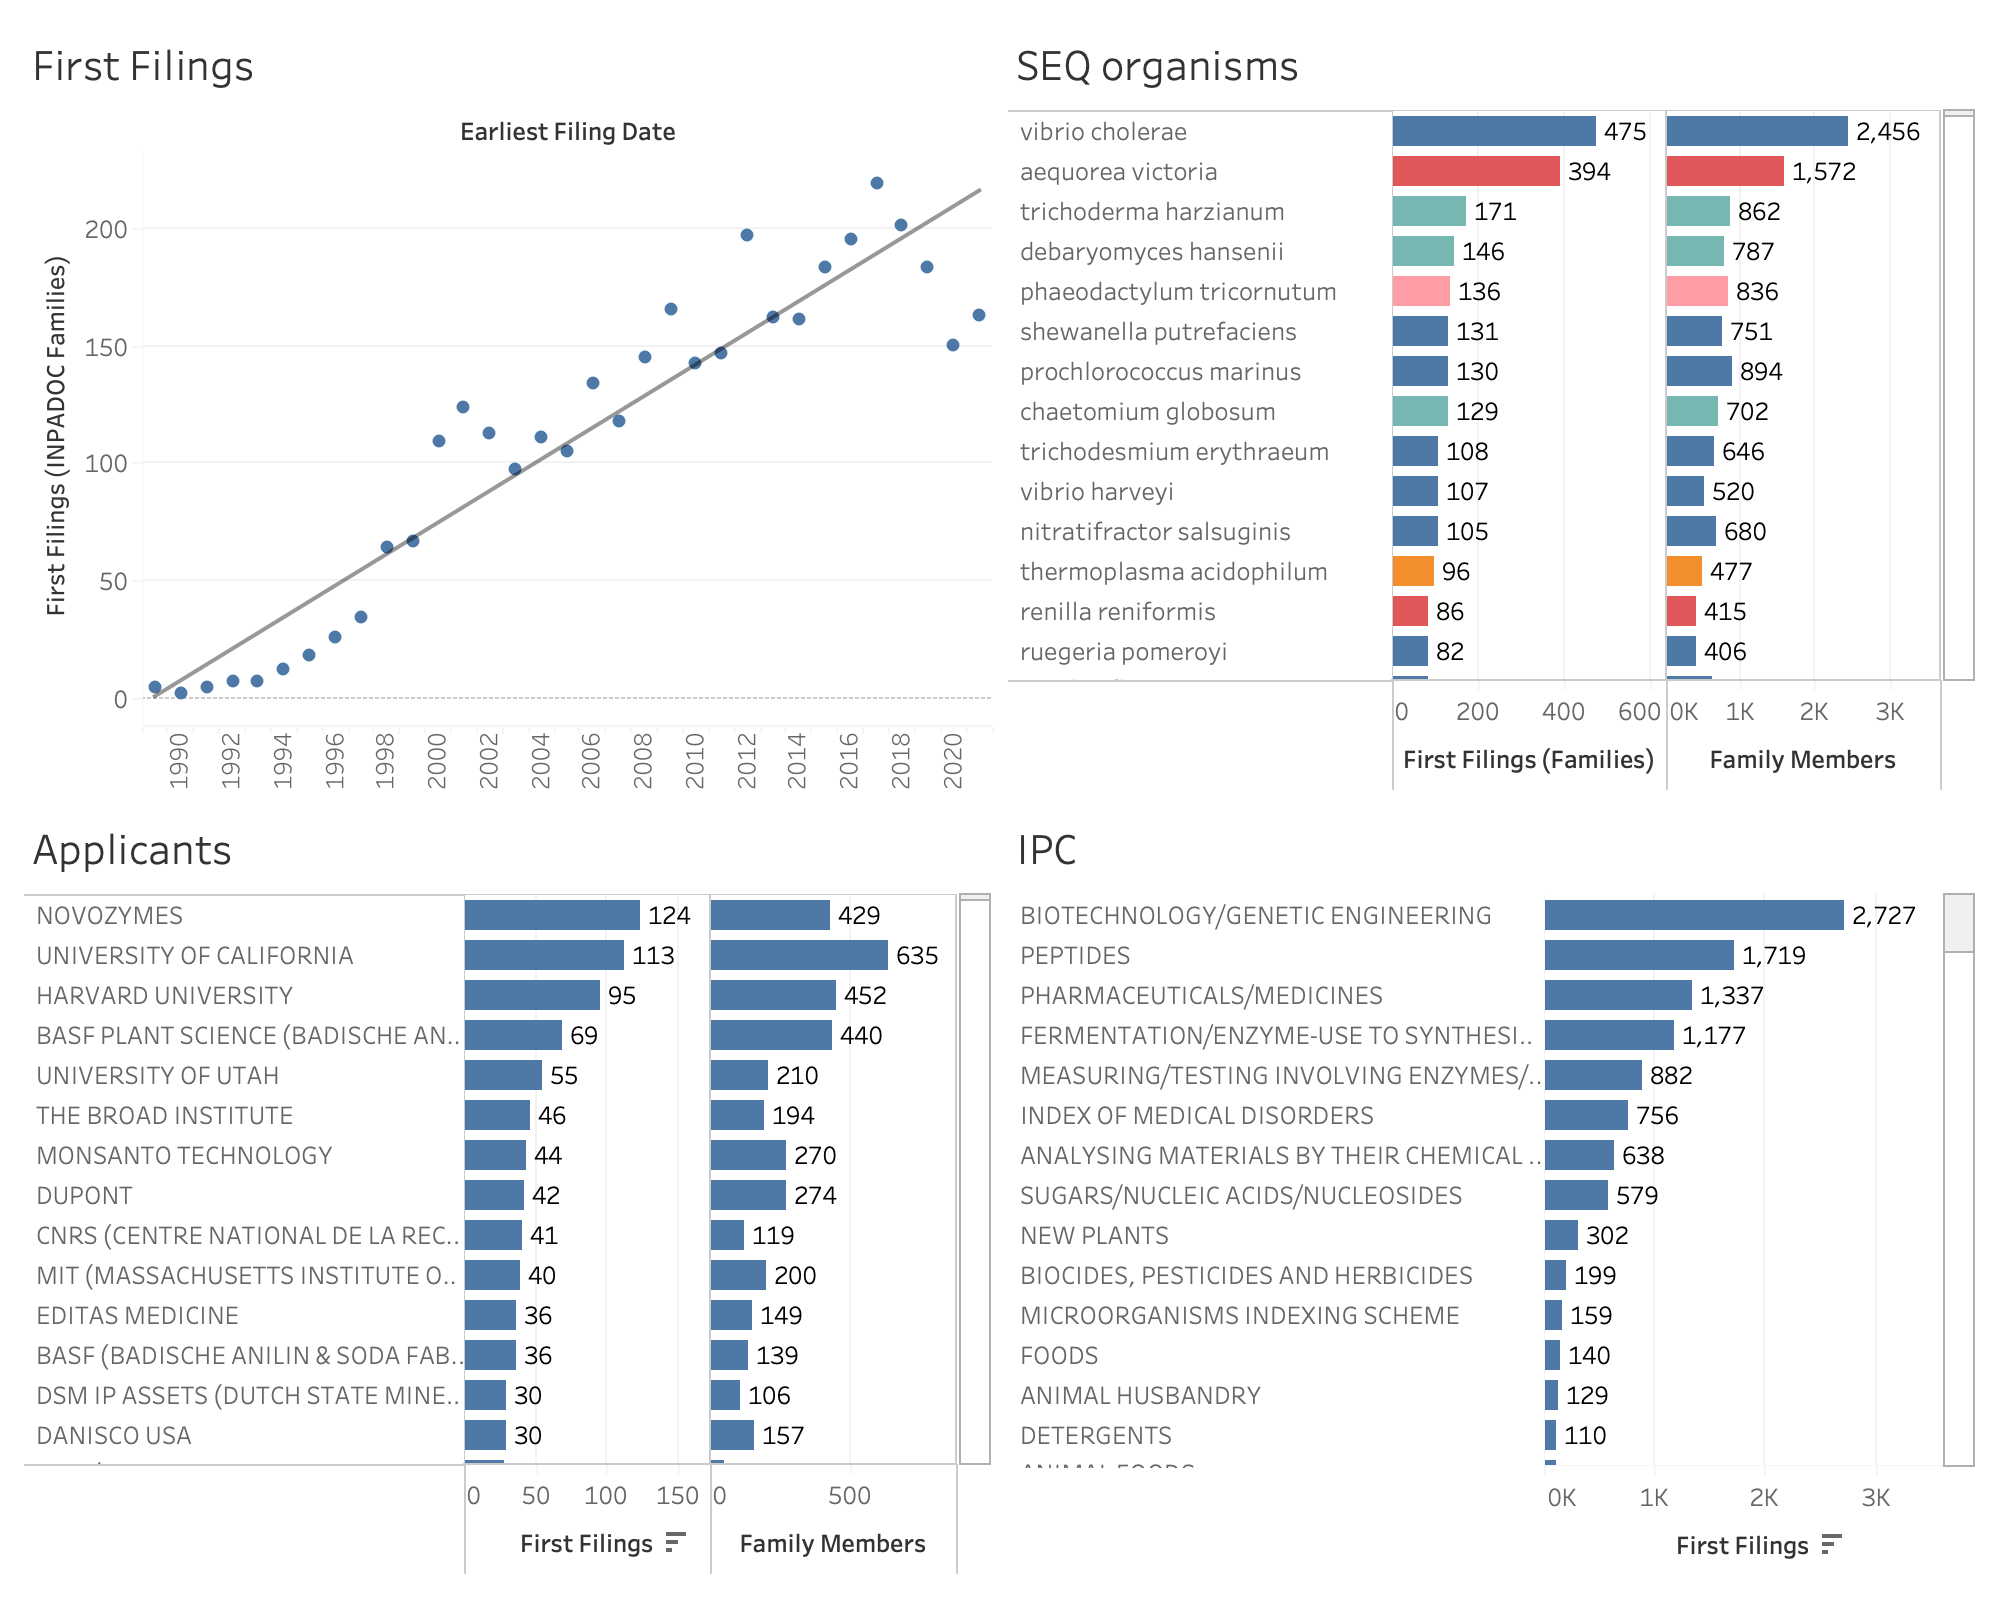 First Filings
Earliest Filing Date
First Filings (INPADOC Families)
200
150
100
50
0
1990 1992 1994 1996 1998 2000 2002 2004 2006 2008 2010 2012 2014 2016 2018 2020
SEQ organisms
vibrio cholerae 475 2,456
aequorea victoria 394 1,572
trichoderma harzianum 171 862
debaryomyces hansenii 146 787
phaeodactylum tricornutum 136 836
shewanella putrefaciens 131 751
prochlorococcus marinus 130 894
chaetomium globosum 129 702
trichodesmium erythraeum 108 646
vibrio harveyi 107 520
nitratifractor salsuginis 105 680
thermoplasma acidophilum 96 477
renilla reniformis 86 415
ruegeria pomeroyi 82 406
0 200 400 600 0K 1K 2K 3K
First Filings (Families) Family Members
Applicants
NOVOZYMES 124 429
UNIVERSITY OF CALIFORNIA 113 635
HARVARD UNIVERSITY 95 452
BASF PLANT SCIENCE (BADISCHE AN.. 69 440
UNIVERSITY OF UTAH 55 210
THE BROAD INSTITUTE 46 194
MONSANTO TECHNOLOGY 44 270
DUPONT 42 274
CNRS (CENTRE NATIONAL DE LA REC.. 41 119
MIT (MASSACHUSETTS INSTITUTE O.. 40 200
EDITAS MEDICINE 36 149
BASF (BADISCHE ANILIN & SODA FAB.. 36 139
DSM IP ASSETS (DUTCH STATE MINE.. 30 106
DANISCO USA 30 157
0 50 100 150 0 500
First Filings Family Members
IPC
BIOTECHNOLOGY/GENETIC ENGINEERING 2,727
PEPTIDES 1,719
PHARMACEUTICALS/MEDICINES 1,337
FERMENTATION/ENZYME-USE TO SYNTHESI.. 1,177
MEASURING/TESTING INVOLVING ENZYMES/.. 882
INDEX OF MEDICAL DISORDERS 756
ANALYSING MATERIALS BY THEIR CHEMICAL .. 638
SUGARS/NUCLEIC ACIDS/NUCLEOSIDES 579
NEW PLANTS 302
BIOCIDES, PESTICIDES AND HERBICIDES 199
MICROORGANISMS INDEXING SCHEME 159
FOODS 140
ANIMAL HUSBANDRY 129
DETERGENTS 110
ANIMAL FOODS
0K 1K 2K 3K
First Filings